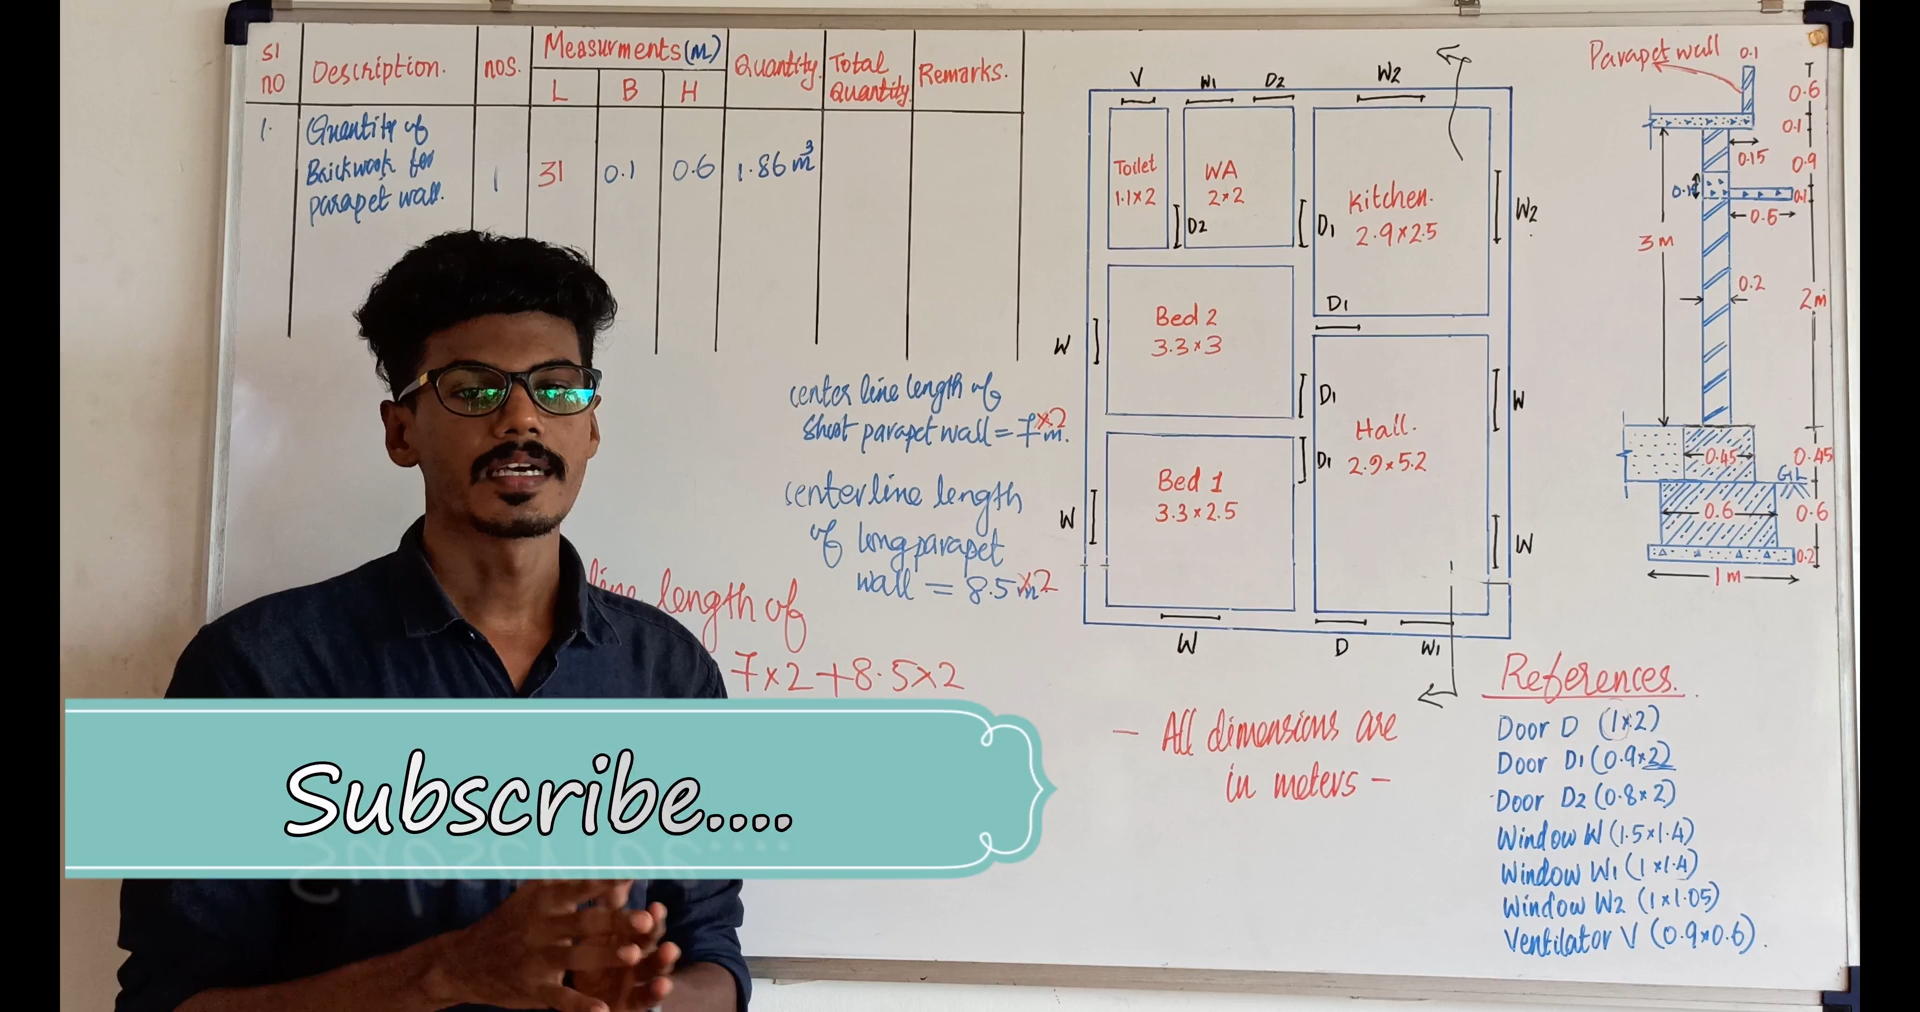 Sl
no
Description.
nos.
Measurments(m)
L
B
H
Quantity.
Total
Quantity
Remarks.
1.
Quantity of
Brickwork for
parapet wall.
1
31
0.1
0.6
1.86 m³
center line length of
short parapet wall = 7m. ×2
center line length
of long parapet
wall = 8.5m ×2
line length of
7×2+8.5×2
V
W1
D2
W2
Toilet
1.1×2
WA
2×2
D2
D1
Kitchen.
2.9×2.5
W2
D1
Bed 2
3.3×3
W
D1
Hall.
2.9×5.2
W
D1
Bed 1
3.3×2.5
W
W
W
D
W1
- All dimensions are
in meters -
Parapet wall
0.1
0.6
0.1
0.15
0.9
0.1
0.6
3m
0.2
2m
0.45
0.45
GL
0.6
0.6
0.2
1m
References.
Door D (1×2)
Door D1 (0.9×2)
Door D2 (0.8×2)
Window W (1.5×1.4)
Window W1 (1×1.4)
Window W2 (1×1.05)
Ventilator V (0.9×0.6).
Subscribe....